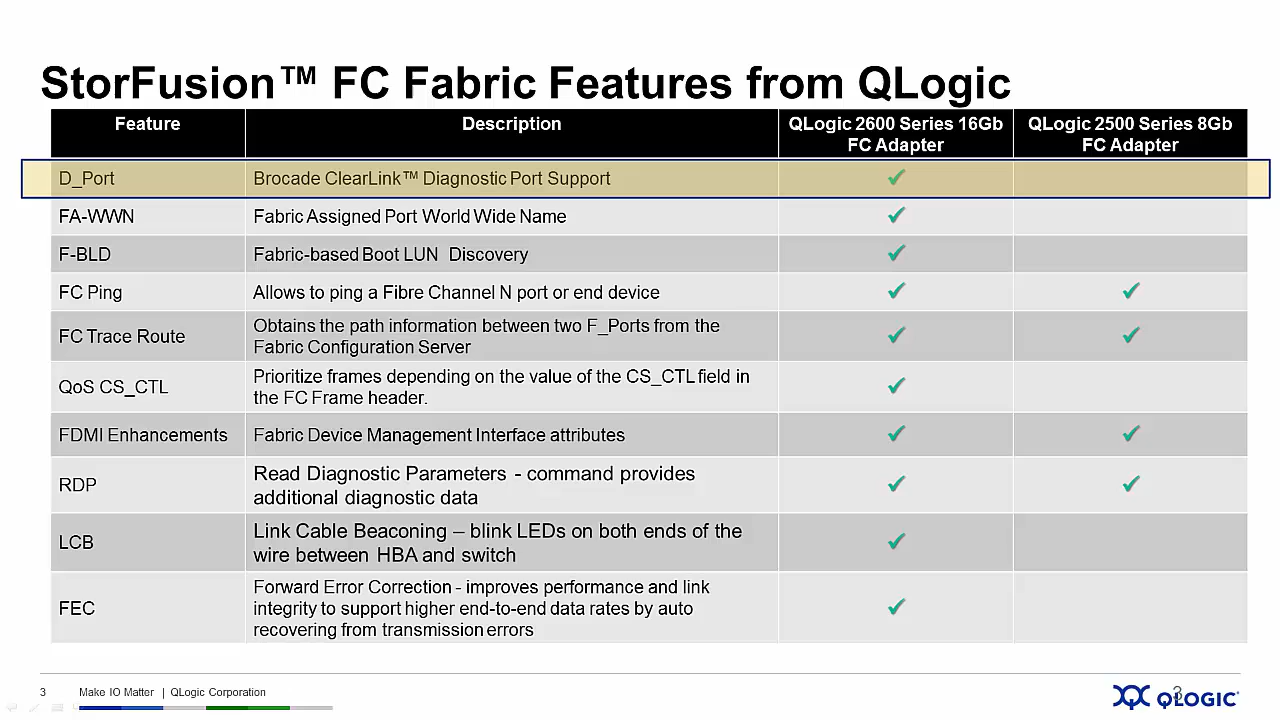 StorFusion™ FC Fabric Features from QLogic
Feature
Description
QLogic 2600 Series 16Gb
FC Adapter
QLogic 2500 Series 8Gb
FC Adapter
D_Port
Brocade ClearLink™ Diagnostic Port Support
✓
FA-WWN
Fabric Assigned Port World Wide Name
✓
F-BLD
Fabric-based Boot LUN Discovery
✓
FC Ping
Allows to ping a Fibre Channel N port or end device
✓
✓
FC Trace Route
Obtains the path information between two F_Ports from the
Fabric Configuration Server
✓
✓
QoS CS_CTL
Prioritize frames depending on the value of the CS_CTL field in
the FC Frame header.
✓
FDMI Enhancements
Fabric Device Management Interface attributes
✓
✓
RDP
Read Diagnostic Parameters - command provides
additional diagnostic data
✓
✓
LCB
Link Cable Beaconing – blink LEDs on both ends of the
wire between HBA and switch
✓
FEC
Forward Error Correction - improves performance and link
integrity to support higher end-to-end data rates by auto
recovering from transmission errors
✓
3
Make IO Matter | QLogic Corporation
3
QLOGIC